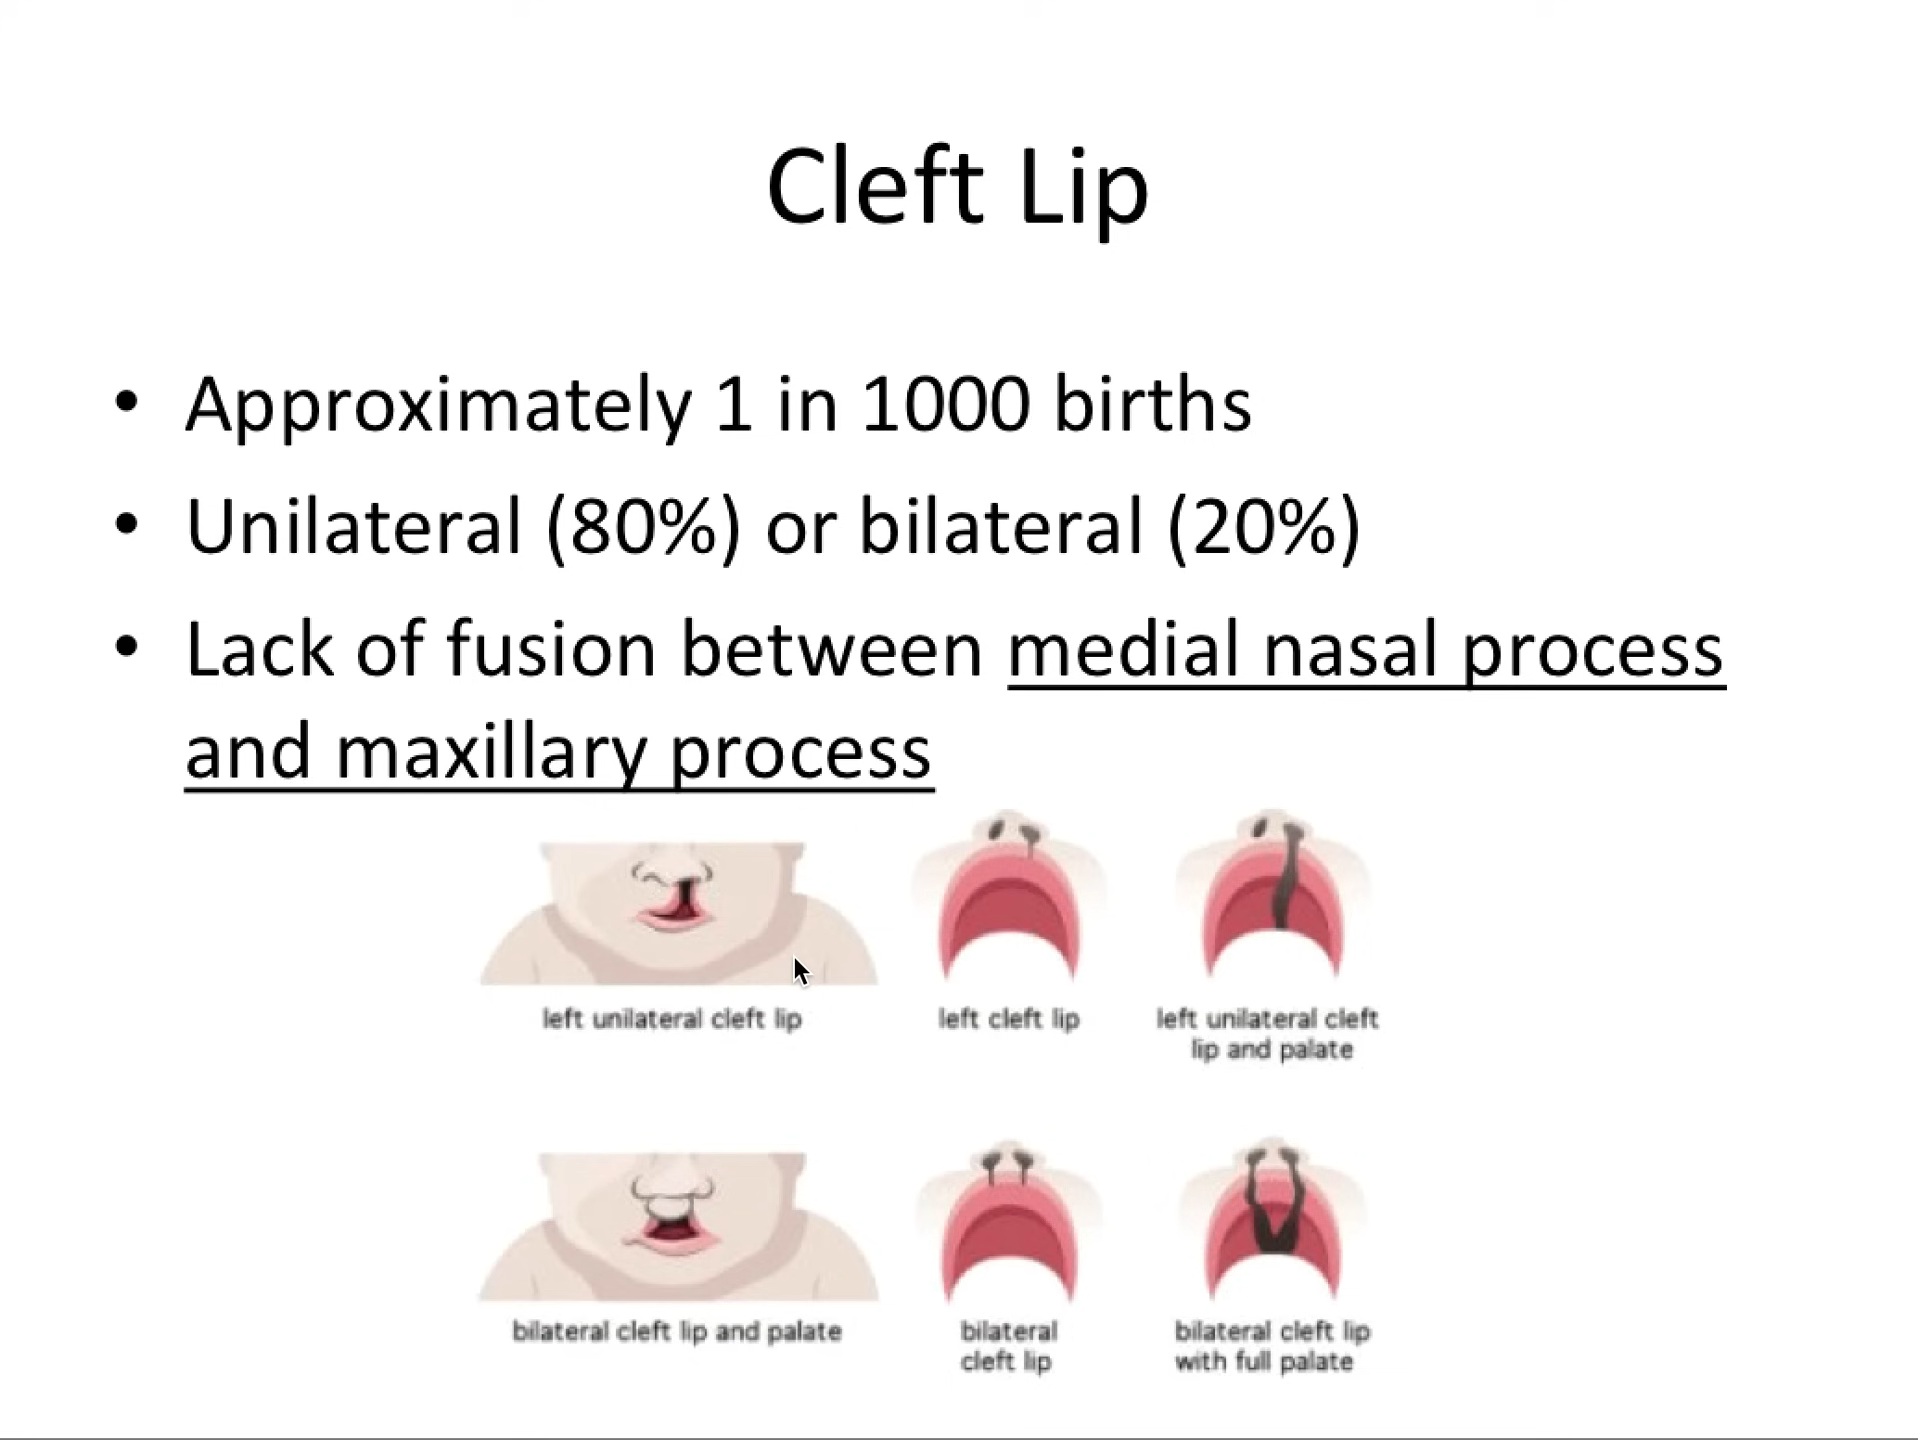 Cleft Lip
• Approximately 1 in 1000 births
• Unilateral (80%) or bilateral (20%)
• Lack of fusion between medial nasal process
and maxillary process
left unilateral cleft lip
left cleft lip
left unilateral cleft
lip and palate
bilateral cleft lip and palate
bilateral
cleft lip
bilateral cleft lip
with full palate